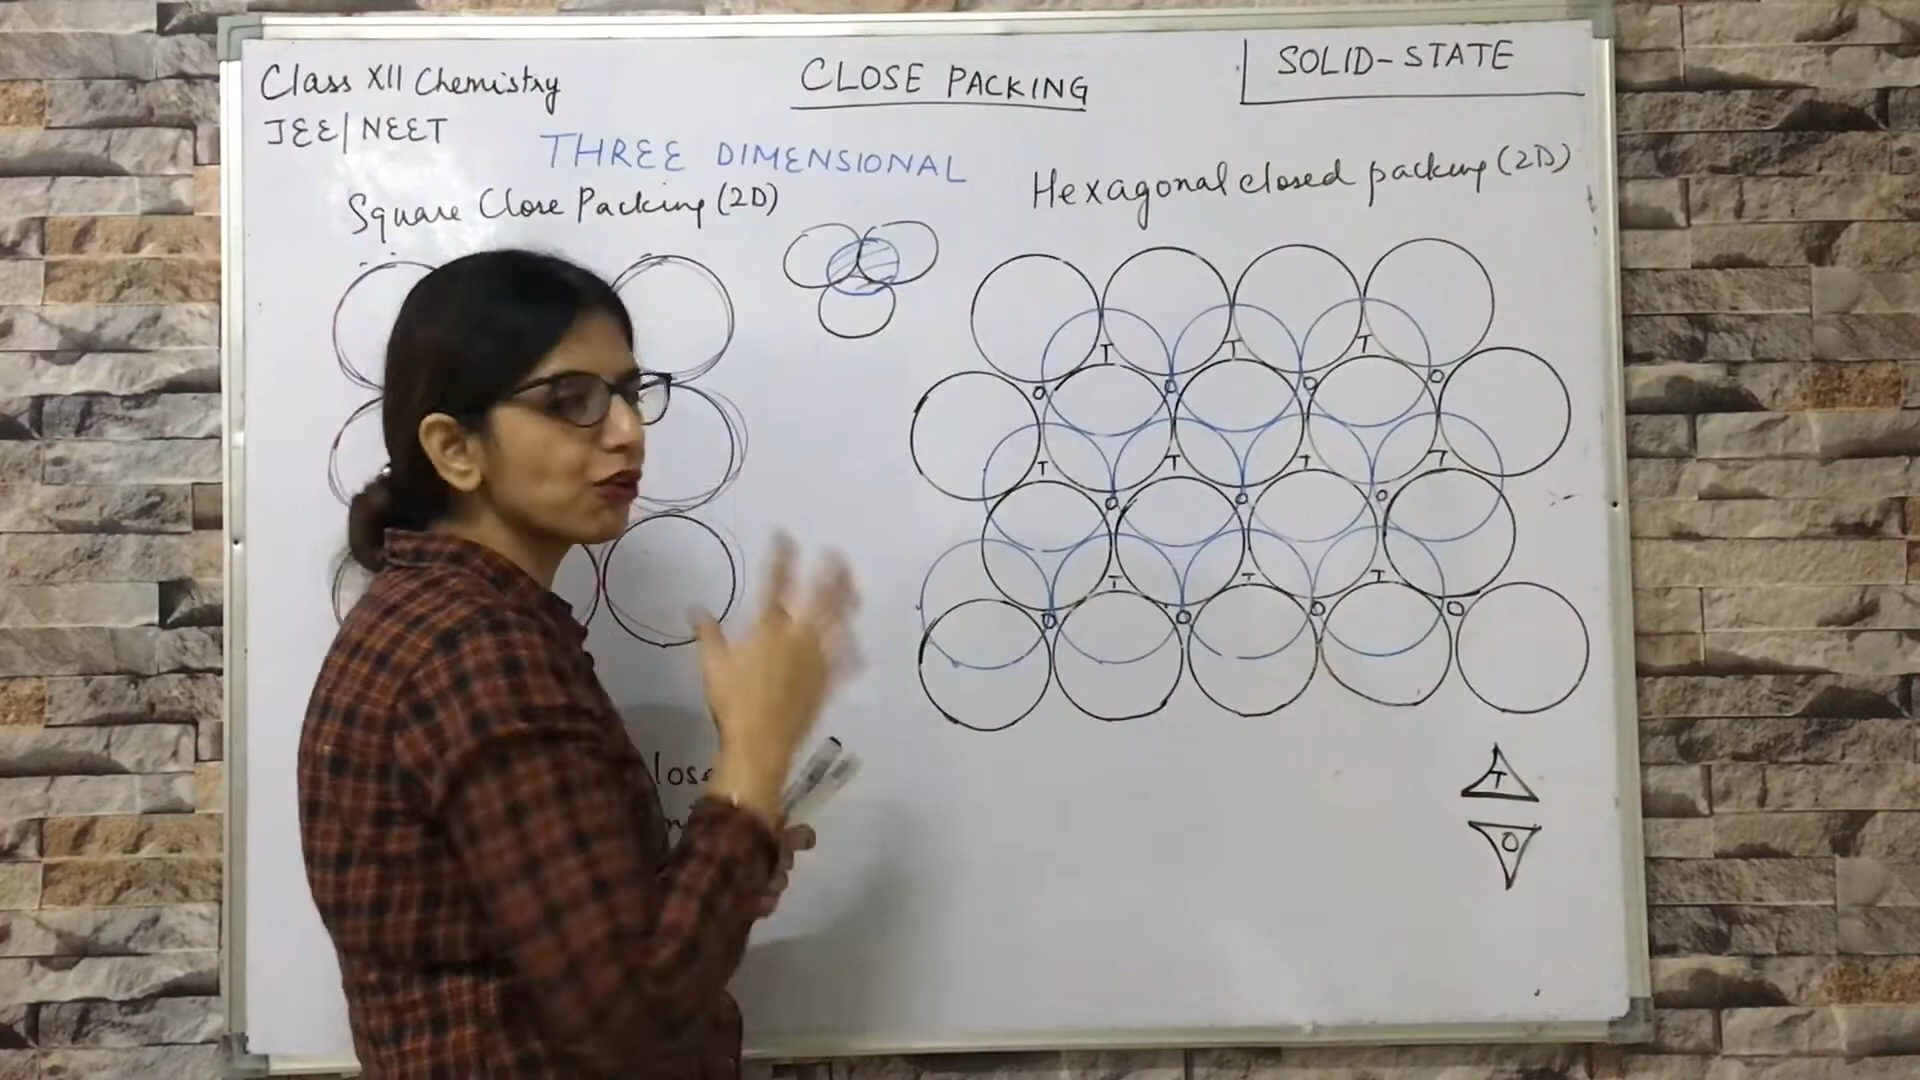 Class XII Chemistry
JEE/NEET
CLOSE PACKING
SOLID-STATE
THREE DIMENSIONAL
Square Close Packing (2D)
Hexagonal closed packing (2D)
T T T
O O O O
T T T T
O O O
T T T
O O O O
T
O